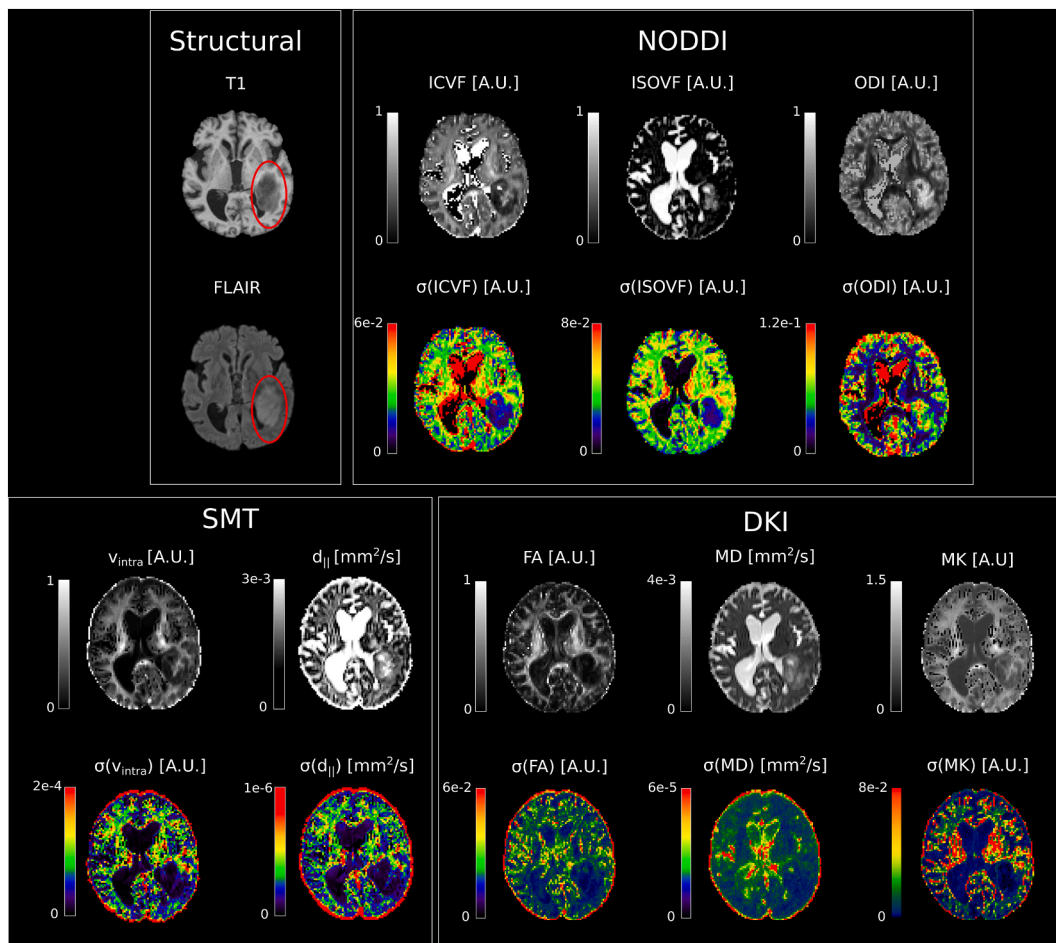 Structural
NODDI
T1
ICVF [A.U.]
ISOVF [A.U.]
ODI [A.U.]
1
0
1
0
1
0
FLAIR
σ(ICVF) [A.U.]
σ(ISOVF) [A.U.]
σ(ODI) [A.U.]
6e-2
0
8e-2
0
1.2e-1
0
SMT
DKI
v_intra [A.U.]
d_|| [mm²/s]
FA [A.U.]
MD [mm²/s]
MK [A.U]
1
0
3e-3
0
1
0
4e-3
0
1.5
0
σ(v_intra) [A.U.]
σ(d_||) [mm²/s]
σ(FA) [A.U.]
σ(MD) [mm²/s]
σ(MK) [A.U.]
2e-4
0
1e-6
0
6e-2
0
6e-5
0
8e-2
0